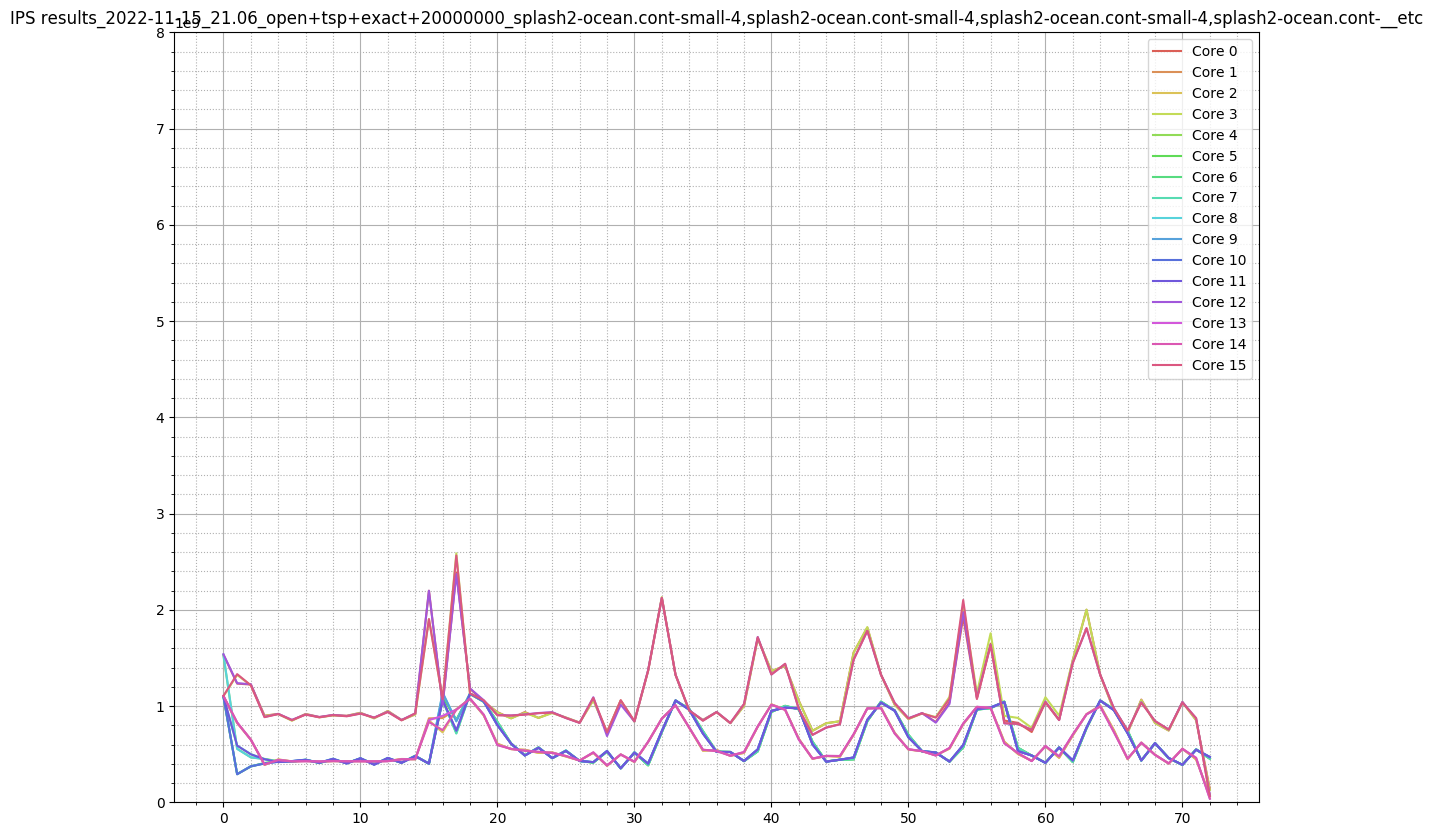 IPS results_2022-11-15_21.06_open+tsp+exact+20000000_splash2-ocean.cont-small-4,splash2-ocean.cont-small-4,splash2-ocean.cont-small-4,splash2-ocean.cont-__etc
1e9
8
7
6
5
4
3
2
1
0
0 10 20 30 40 50 60 70
Core 0
Core 1
Core 2
Core 3
Core 4
Core 5
Core 6
Core 7
Core 8
Core 9
Core 10
Core 11
Core 12
Core 13
Core 14
Core 15